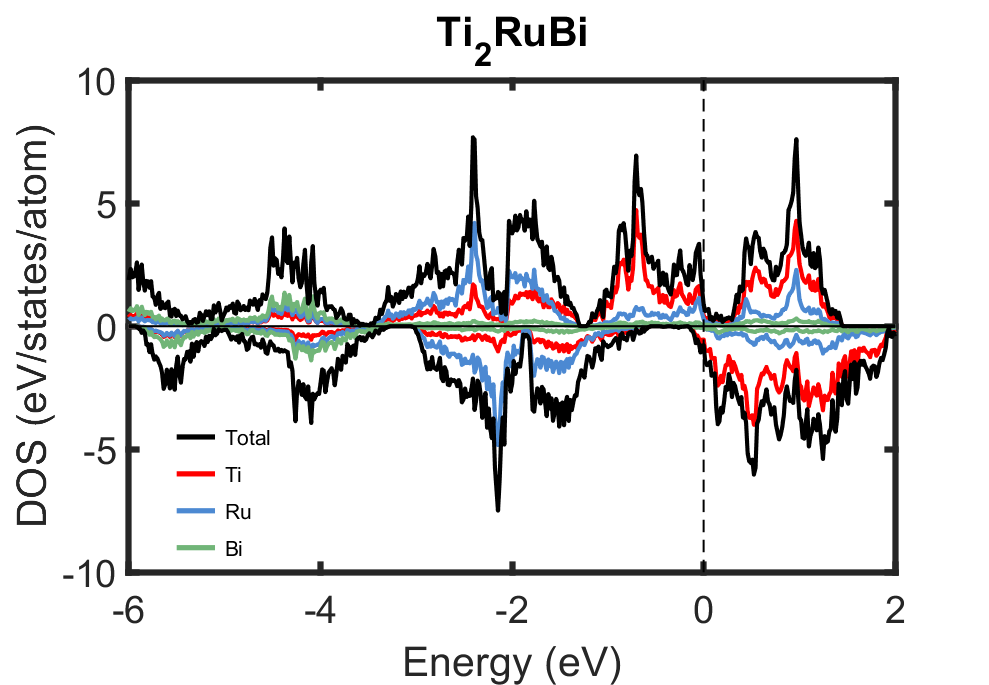 Ti2RuBi
10
5
0
-5
-10
DOS (eV/states/atom)
Total
Ti
Ru
Bi
-6
-4
-2
0
2
Energy (eV)